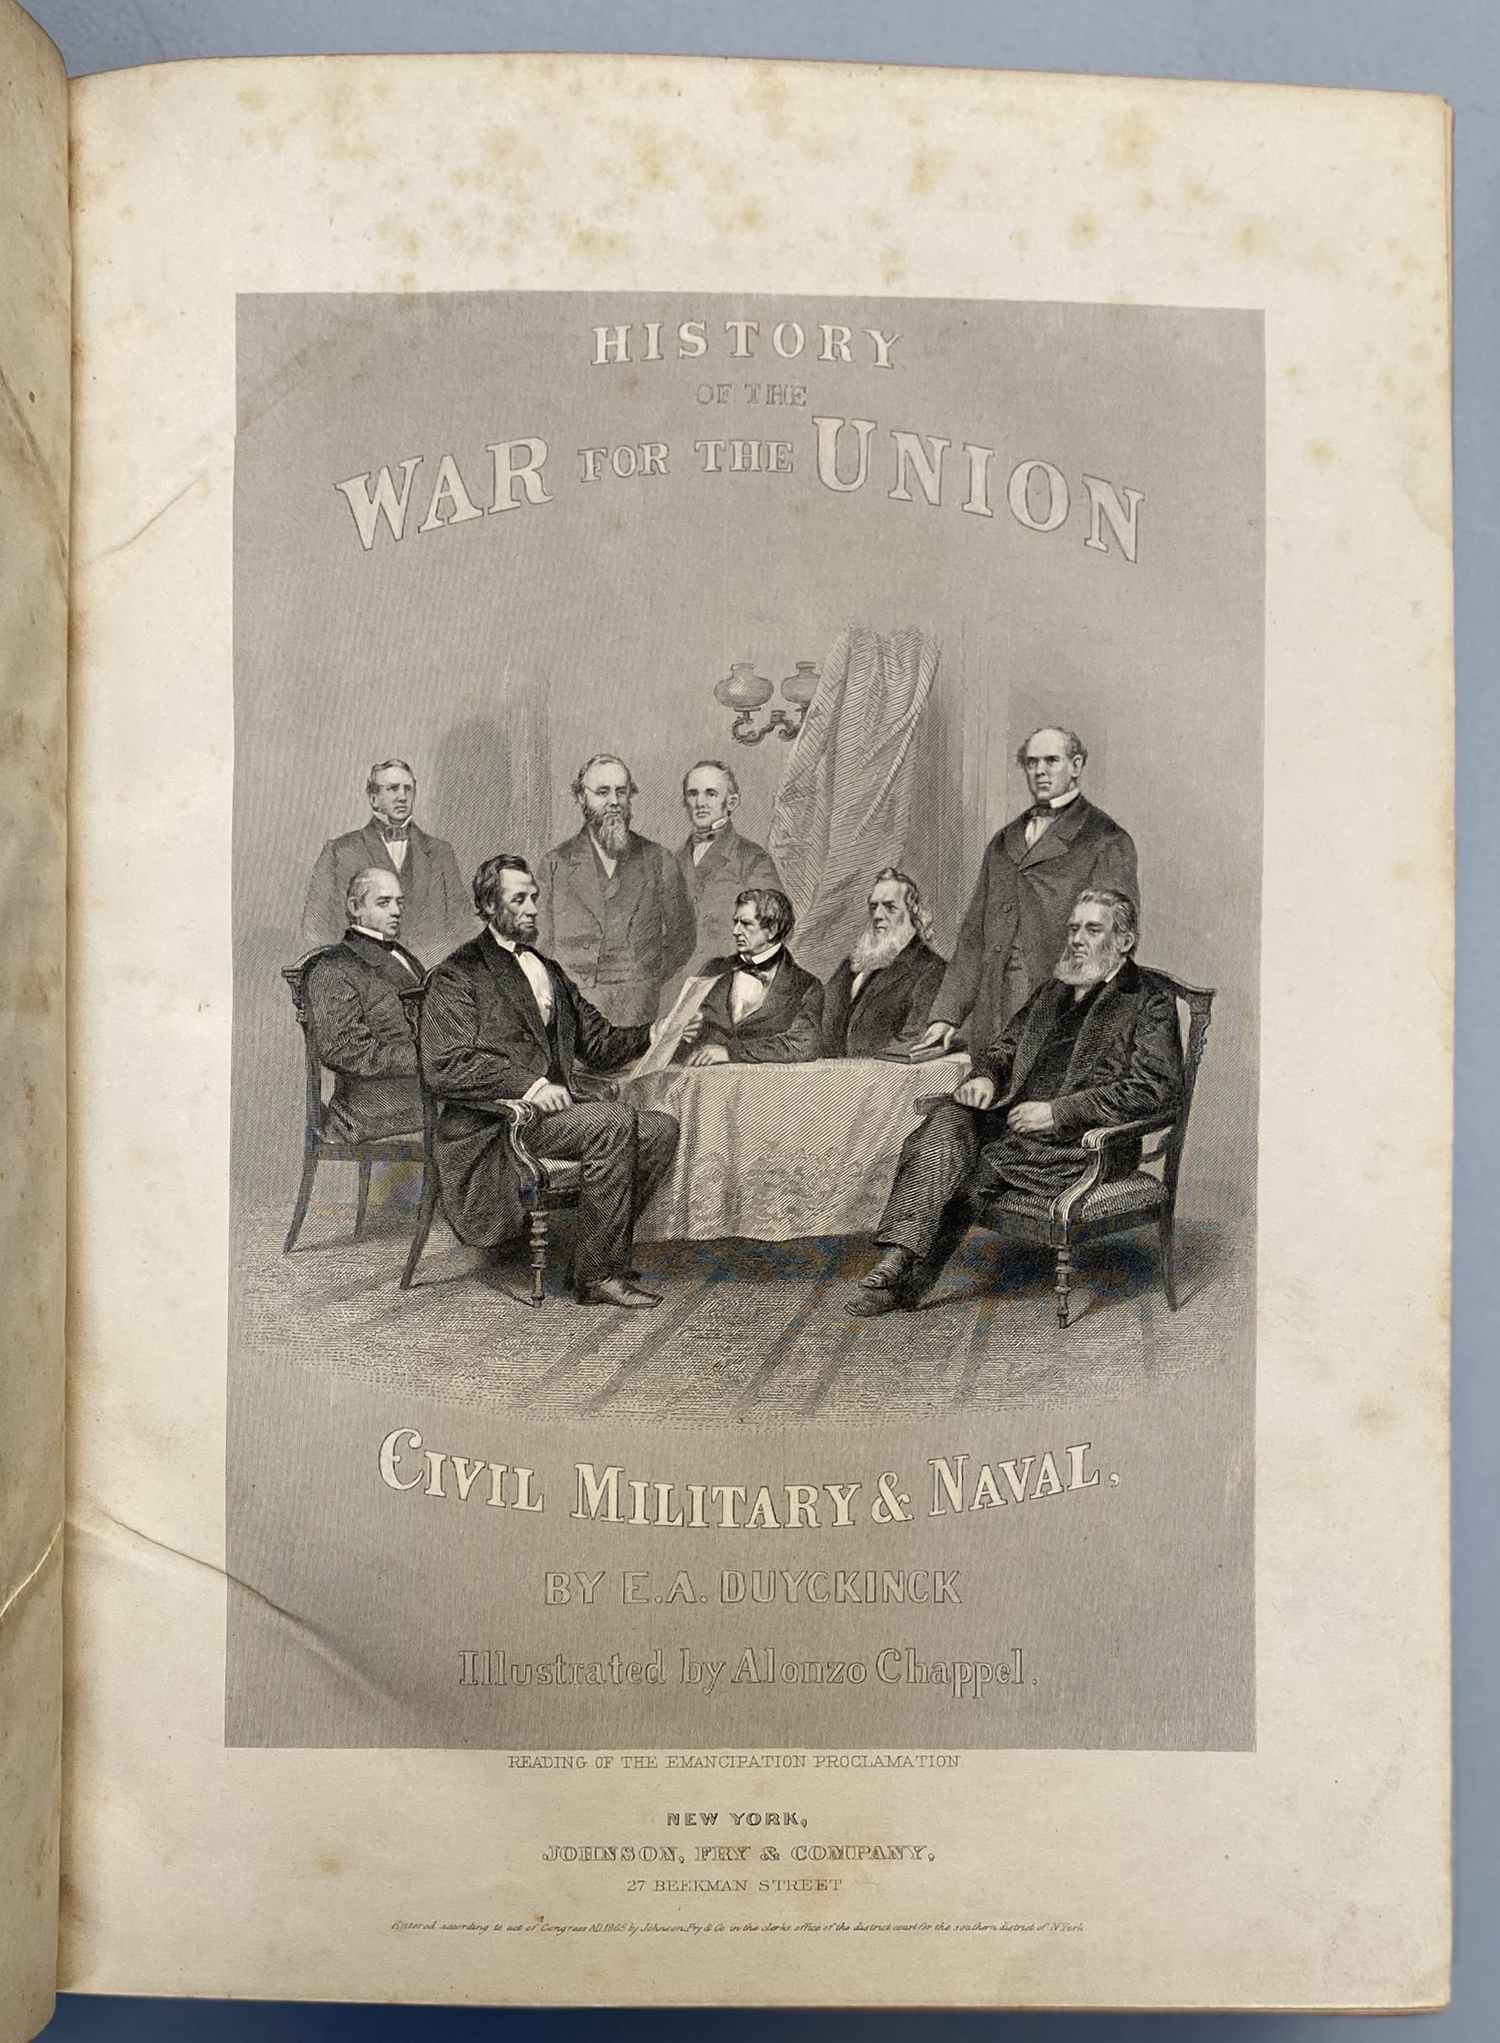 HISTORY
OF THE
WAR FOR THE UNION
CIVIL MILITARY & NAVAL,
BY E.A. DUYCKINCK
Illustrated by Alonzo Chappel.
READING OF THE EMANCIPATION PROCLAMATION
NEW YORK,
JOHNSON, FRY & COMPANY,
27 BEEKMAN STREET
Entered according to act of Congress AD 1865 by Johnson, Fry & Co in the clerks office of the district court for the southern district of N York